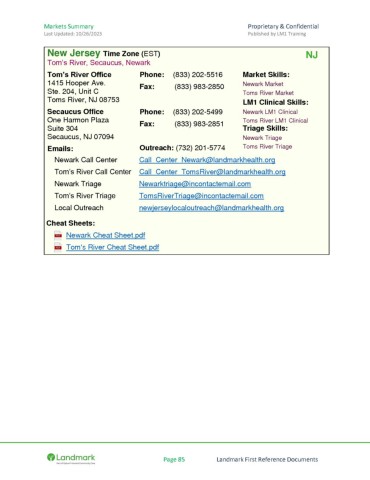 Markets Summary Proprietary & Confidential
Last Updated: 10/26/2023 Published by LM1 Training
New Jersey Time Zone (EST) NJ
Tom's River, Secaucus, Newark
Tom's River Office Phone: (833) 202-5516 Market Skills:
1415 Hooper Ave. Fax: (833) 983-2850 Newark Market
Ste. 204, Unit C Toms River Market
Toms River, NJ 08753 LM1 Clinical Skills:
Secaucus Office Phone: (833) 202-5499 Newark LM1 Clinical
One Harmon Plaza Fax: (833) 983-2851 Toms River LM1 Clinical
Suite 304 Triage Skills:
Secaucus, NJ 07094 Newark Triage
Emails: Outreach: (732) 201-5774 Toms River Triage
Newark Call Center Call_Center_Newark@landmarkhealth.org
Tom's River Call Center Call_Center_TomsRiver@landmarkhealth.org
Newark Triage Newarktriage@incontactemail.com
Tom's River Triage TomsRiverTriage@incontactemail.com
Local Outreach newjerseylocaloutreach@landmarkhealth.org
Cheat Sheets:
Newark Cheat Sheet.pdf
Tom's River Cheat Sheet.pdf
Landmark Page 85 Landmark First Reference Documents